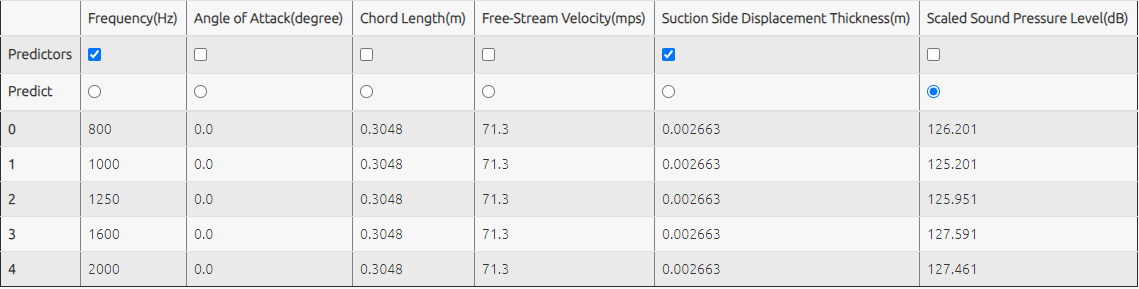 Frequency(Hz) Angle of Attack(degree) Chord Length(m) Free-Stream Velocity(mps) Suction Side Displacement Thickness(m) Scaled Sound Pressure Level(dB)
Predictors
Predict
0 800 0.0 0.3048 71.3 0.002663 126.201
1 1000 0.0 0.3048 71.3 0.002663 125.201
2 1250 0.0 0.3048 71.3 0.002663 125.951
3 1600 0.0 0.3048 71.3 0.002663 127.591
4 2000 0.0 0.3048 71.3 0.002663 127.461